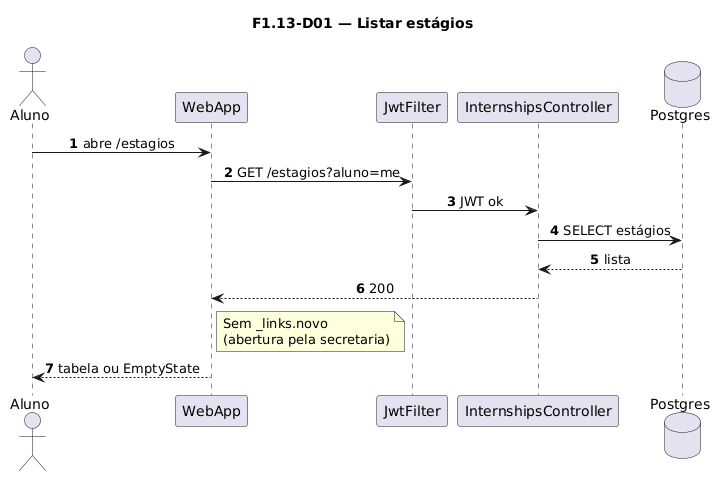 F1.13-D01 — Listar estágios
Aluno
WebApp
JwtFilter
InternshipsController
Postgres
1 abre /estagios
2 GET /estagios?aluno=me
3 JWT ok
4 SELECT estágios
5 lista
6 200
Sem _links.novo
(abertura pela secretaria)
7 tabela ou EmptyState
Aluno
WebApp
JwtFilter
InternshipsController
Postgres